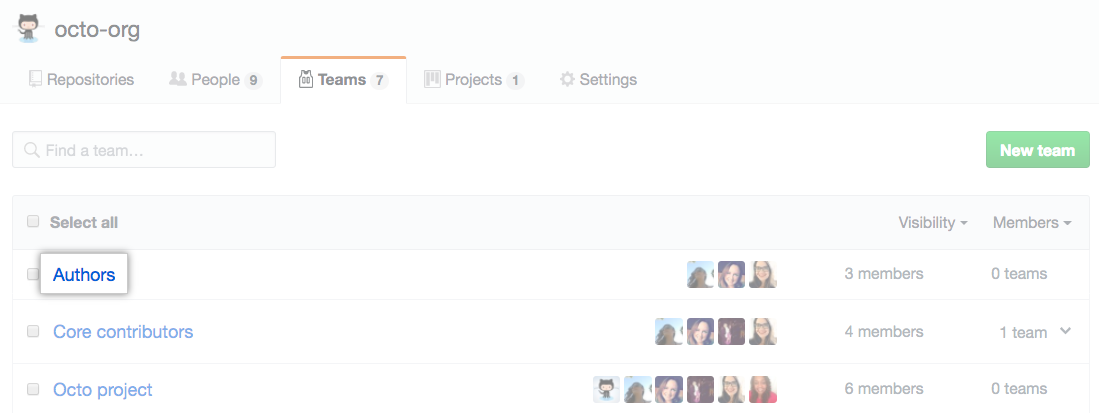 octo-org
Repositories People 9 Teams 7 Projects 1 Settings
Find a team… New team
Select all Visibility Members
Authors 3 members 0 teams
Core contributors 4 members 1 team
Octo project 6 members 0 teams